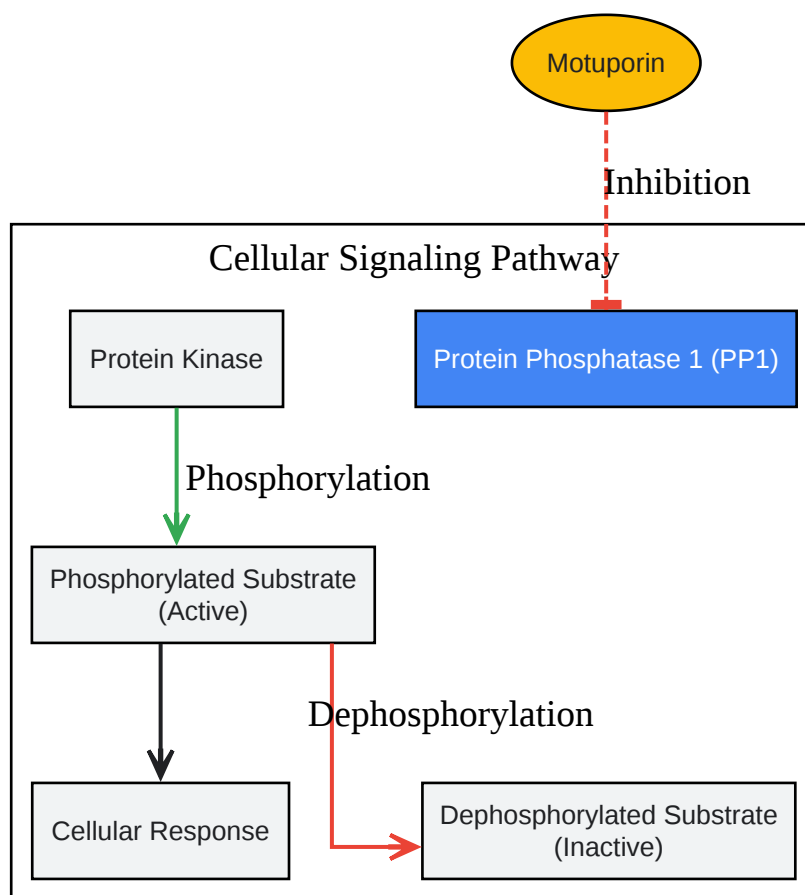 Motuporin
Inhibition
Cellular Signaling Pathway
Protein Kinase
Protein Phosphatase 1 (PP1)
Phosphorylation
Phosphorylated Substrate
(Active)
Dephosphorylation
Cellular Response
Dephosphorylated Substrate
(Inactive)